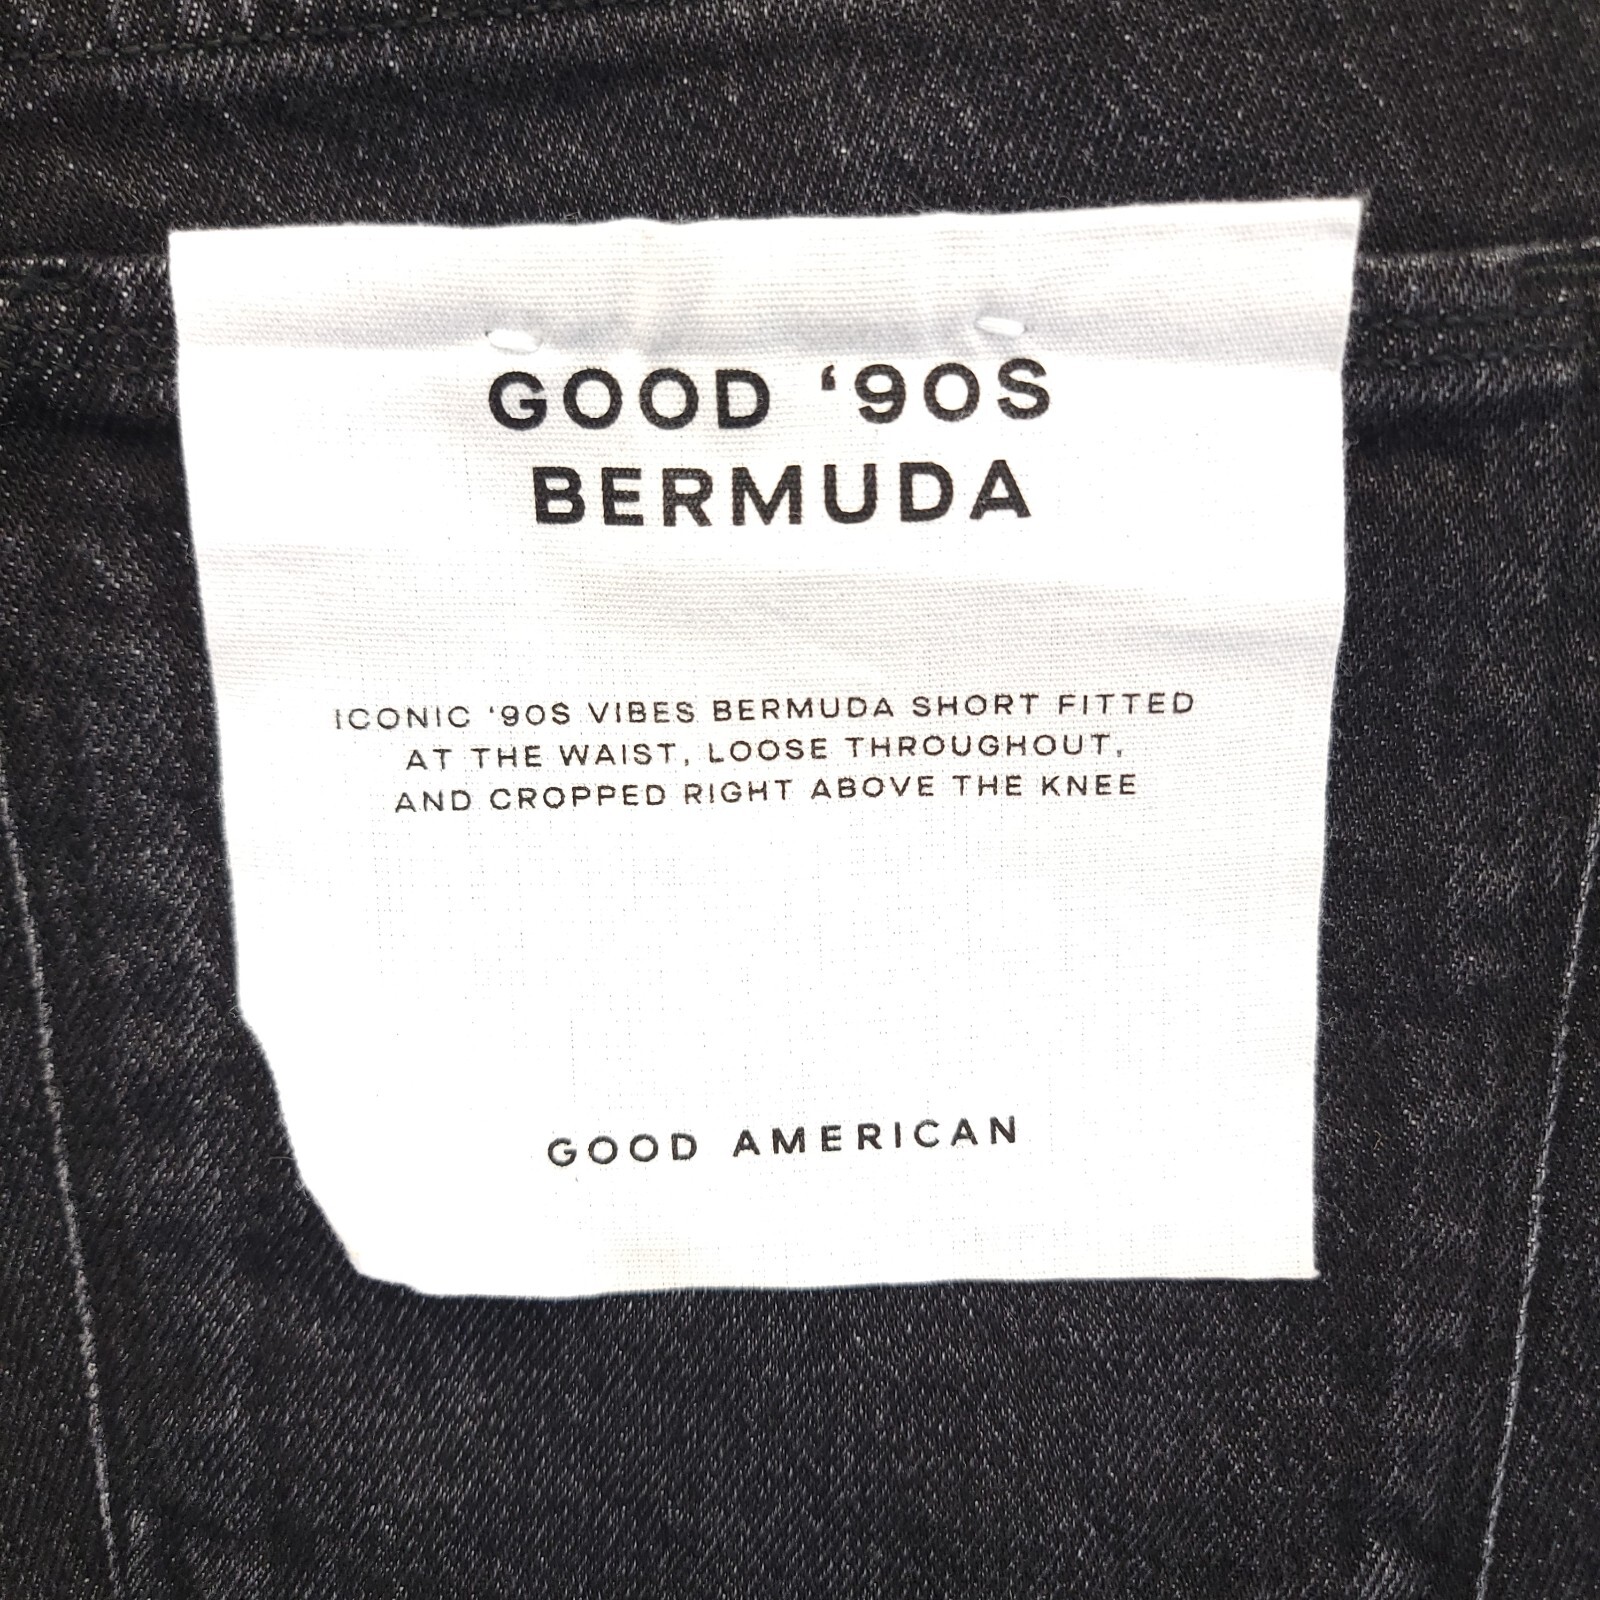 GOOD ‘90S
BERMUDA
ICONIC ‘90S VIBES BERMUDA SHORT FITTED
AT THE WAIST, LOOSE THROUGHOUT,
AND CROPPED RIGHT ABOVE THE KNEE
GOOD AMERICAN